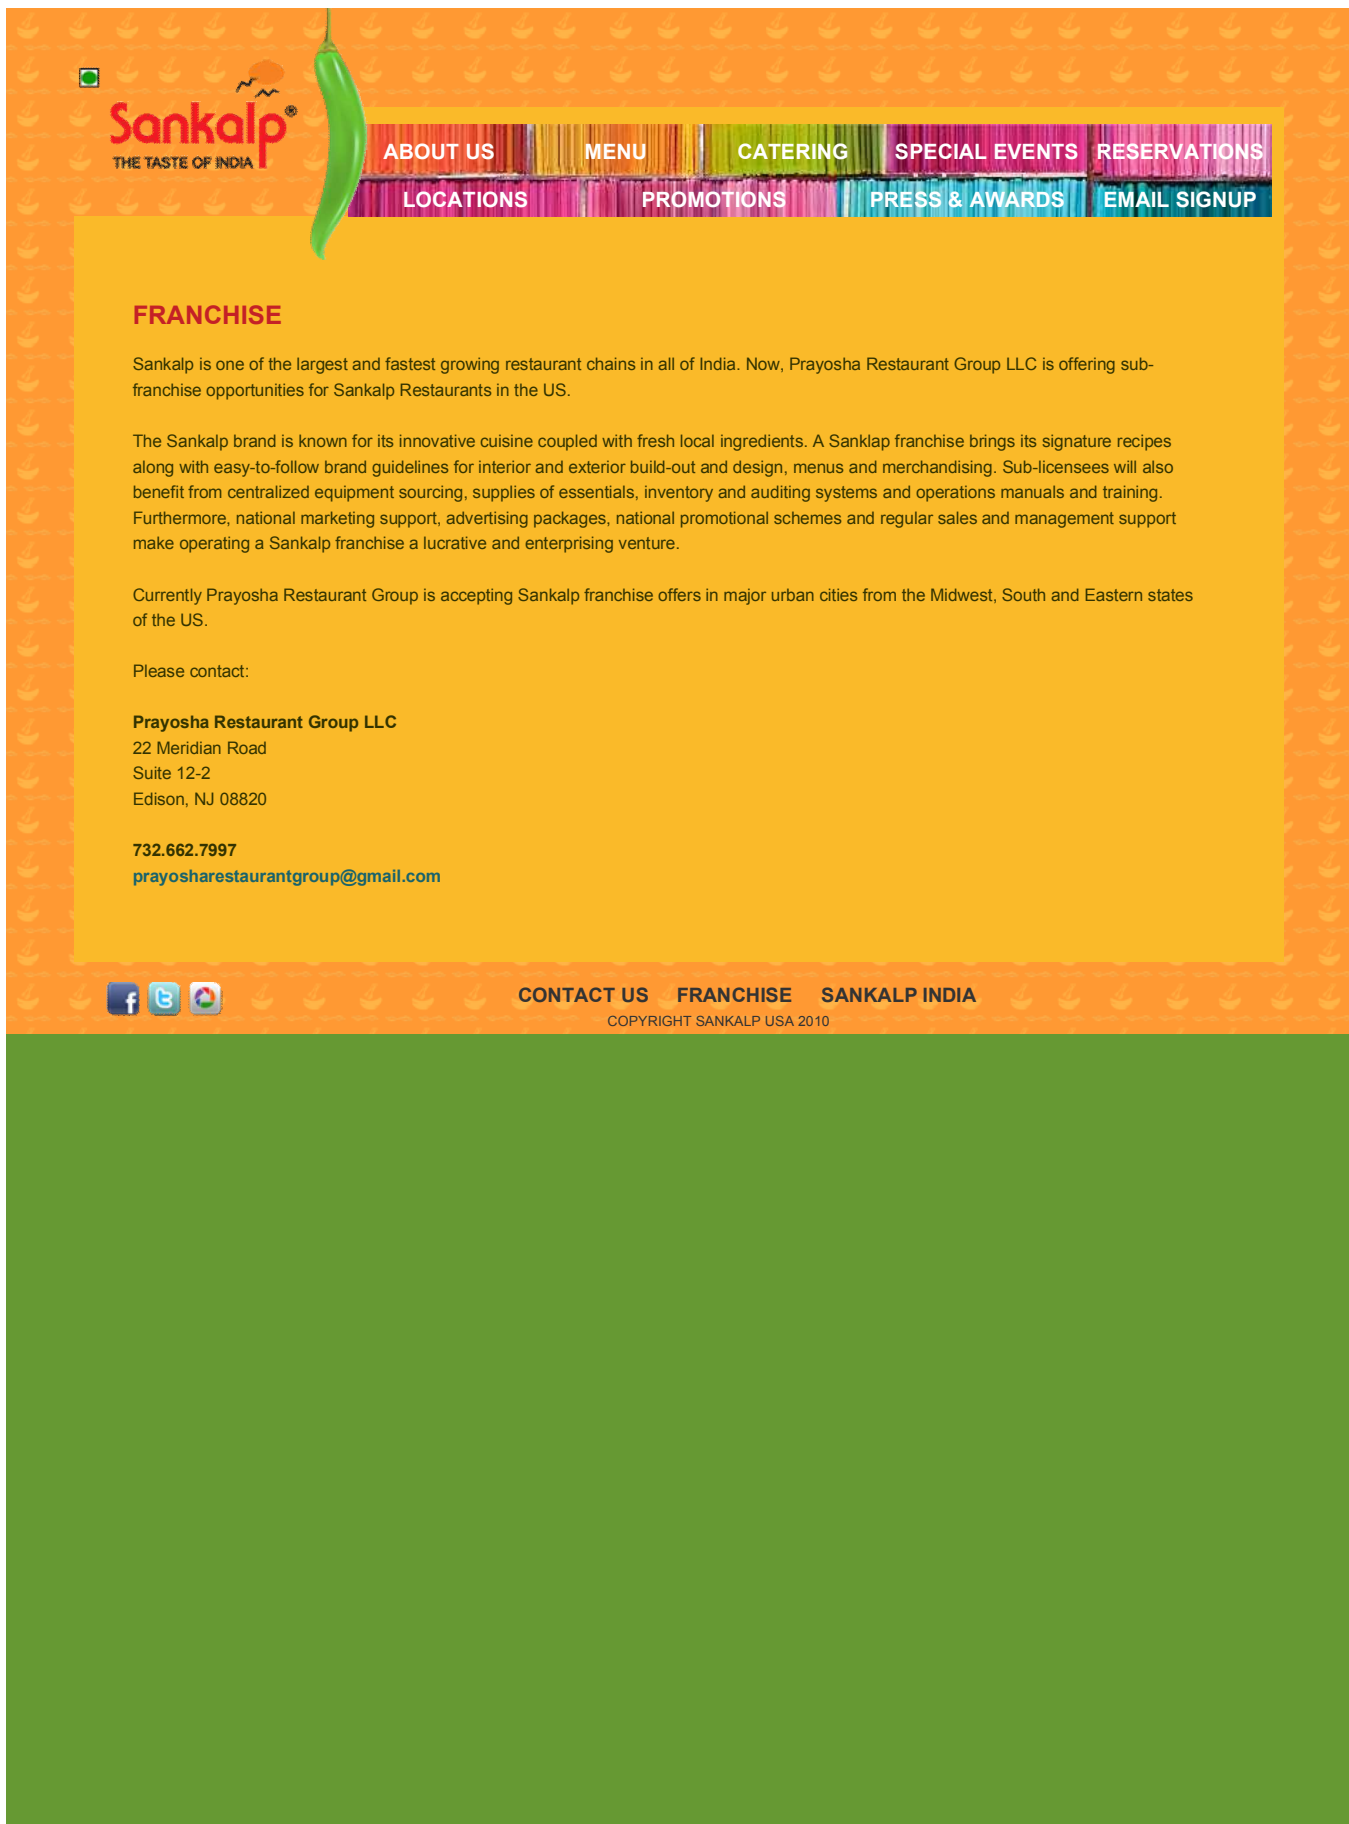 Sankalp®
THE TASTE OF INDIA
ABOUT US MENU CATERING SPECIAL EVENTS RESERVATIONS
LOCATIONS PROMOTIONS PRESS & AWARDS EMAIL SIGNUP
FRANCHISE
Sankalp is one of the largest and fastest growing restaurant chains in all of India. Now, Prayosha Restaurant Group LLC is offering sub-
franchise opportunities for Sankalp Restaurants in the US.
The Sankalp brand is known for its innovative cuisine coupled with fresh local ingredients. A Sanklap franchise brings its signature recipes
along with easy-to-follow brand guidelines for interior and exterior build-out and design, menus and merchandising. Sub-licensees will also
benefit from centralized equipment sourcing, supplies of essentials, inventory and auditing systems and operations manuals and training.
Furthermore, national marketing support, advertising packages, national promotional schemes and regular sales and management support
make operating a Sankalp franchise a lucrative and enterprising venture.
Currently Prayosha Restaurant Group is accepting Sankalp franchise offers in major urban cities from the Midwest, South and Eastern states
of the US.
Please contact:
Prayosha Restaurant Group LLC
22 Meridian Road
Suite 12-2
Edison, NJ 08820
732.662.7997
prayosharestaurantgroup@gmail.com
CONTACT US FRANCHISE SANKALP INDIA
COPYRIGHT SANKALP USA 2010